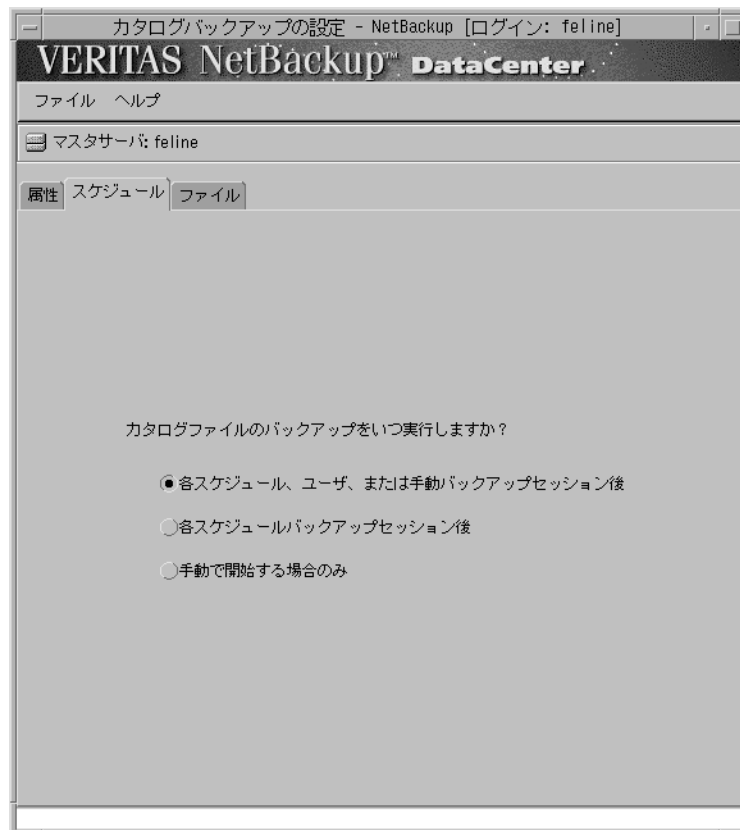 カタログバックアップの設定 - NetBackup [ログイン: feline]
VERITAS NetBackup™ DataCenter
ファイル ヘルプ
マスタサーバ: feline
属性 スケジュール ファイル
カタログファイルのバックアップをいつ実行しますか？
各スケジュール、ユーザ、または手動バックアップセッション後
各スケジュールバックアップセッション後
手動で開始する場合のみ